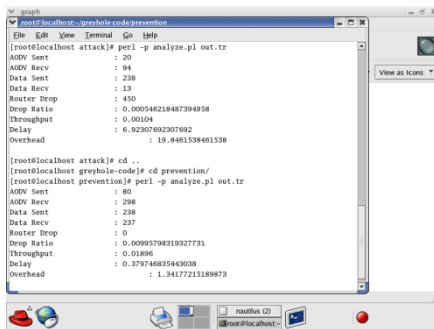 graph
root@localhost:~/greyhole-code/prevention
File Edit View Terminal Go Help
[root@localhost attack]# perl -p analyze.pl out.tr
AODV Sent : 20
AODV Recv : 94
Data Sent : 238
Data Recv : 13
Router Drop : 450
Drop Ratio : 0.000546218487394958
Throughput : 0.00104
Delay : 6.92307692307692
Overhead : 19.8461538461538
[root@localhost attack]# cd ..
[root@localhost greyhole-code]# cd prevention/
[root@localhost prevention]# perl -p analyze.pl out.tr
AODV Sent : 80
AODV Recv : 298
Data Sent : 238
Data Recv : 237
Router Drop : 0
Drop Ratio : 0.00995798319327731
Throughput : 0.01896
Delay : 0.379746835443038
Overhead : 1.34177215189873
View as Icons
nautilus (2)
root@localhost:~